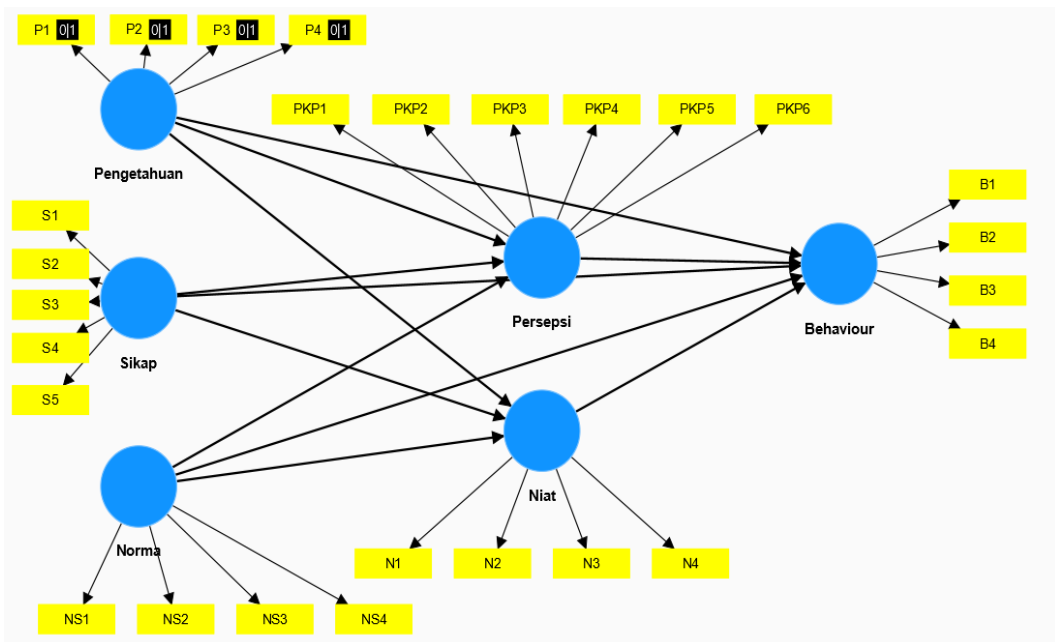 P1 0|1
P2 0|1
P3 0|1
P4 0|1
Pengetahuan
PKP1
PKP2
PKP3
PKP4
PKP5
PKP6
S1
S2
S3
S4
S5
Sikap
Persepsi
B1
B2
B3
B4
Behaviour
Norma
NS1
NS2
NS3
NS4
Niat
N1
N2
N3
N4